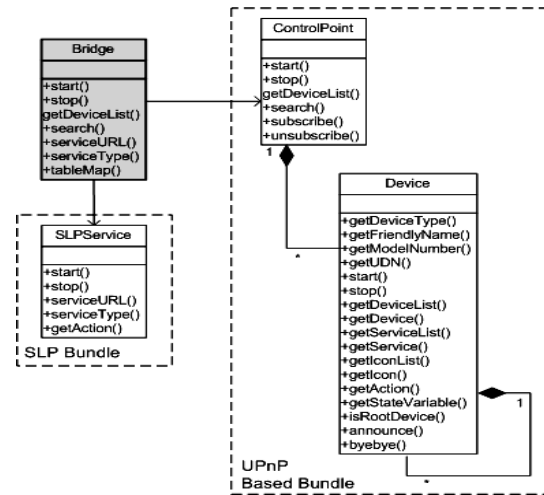 Bridge
+start()
+stop()
getDeviceList()
+search()
+serviceURL()
+serviceType()
+tableMap()
SLPService
+start()
+stop()
+serviceURL()
+serviceType()
+getAction()
SLP Bundle
ControlPoint
+start()
+stop()
getDeviceList()
+search()
+subscribe()
+unsubscribe()
1
*
Device
+getDeviceType()
+getFriendlyName()
+getModelNumber()
+getUDN()
+start()
+stop()
+getDeviceList()
+getDevice()
+getServiceList()
+getService()
+getIconList()
+getIcon()
+getAction()
+getStateVariable()
+isRootDevice()
+announce()
+byebye()
1
*
UPnP
Based Bundle